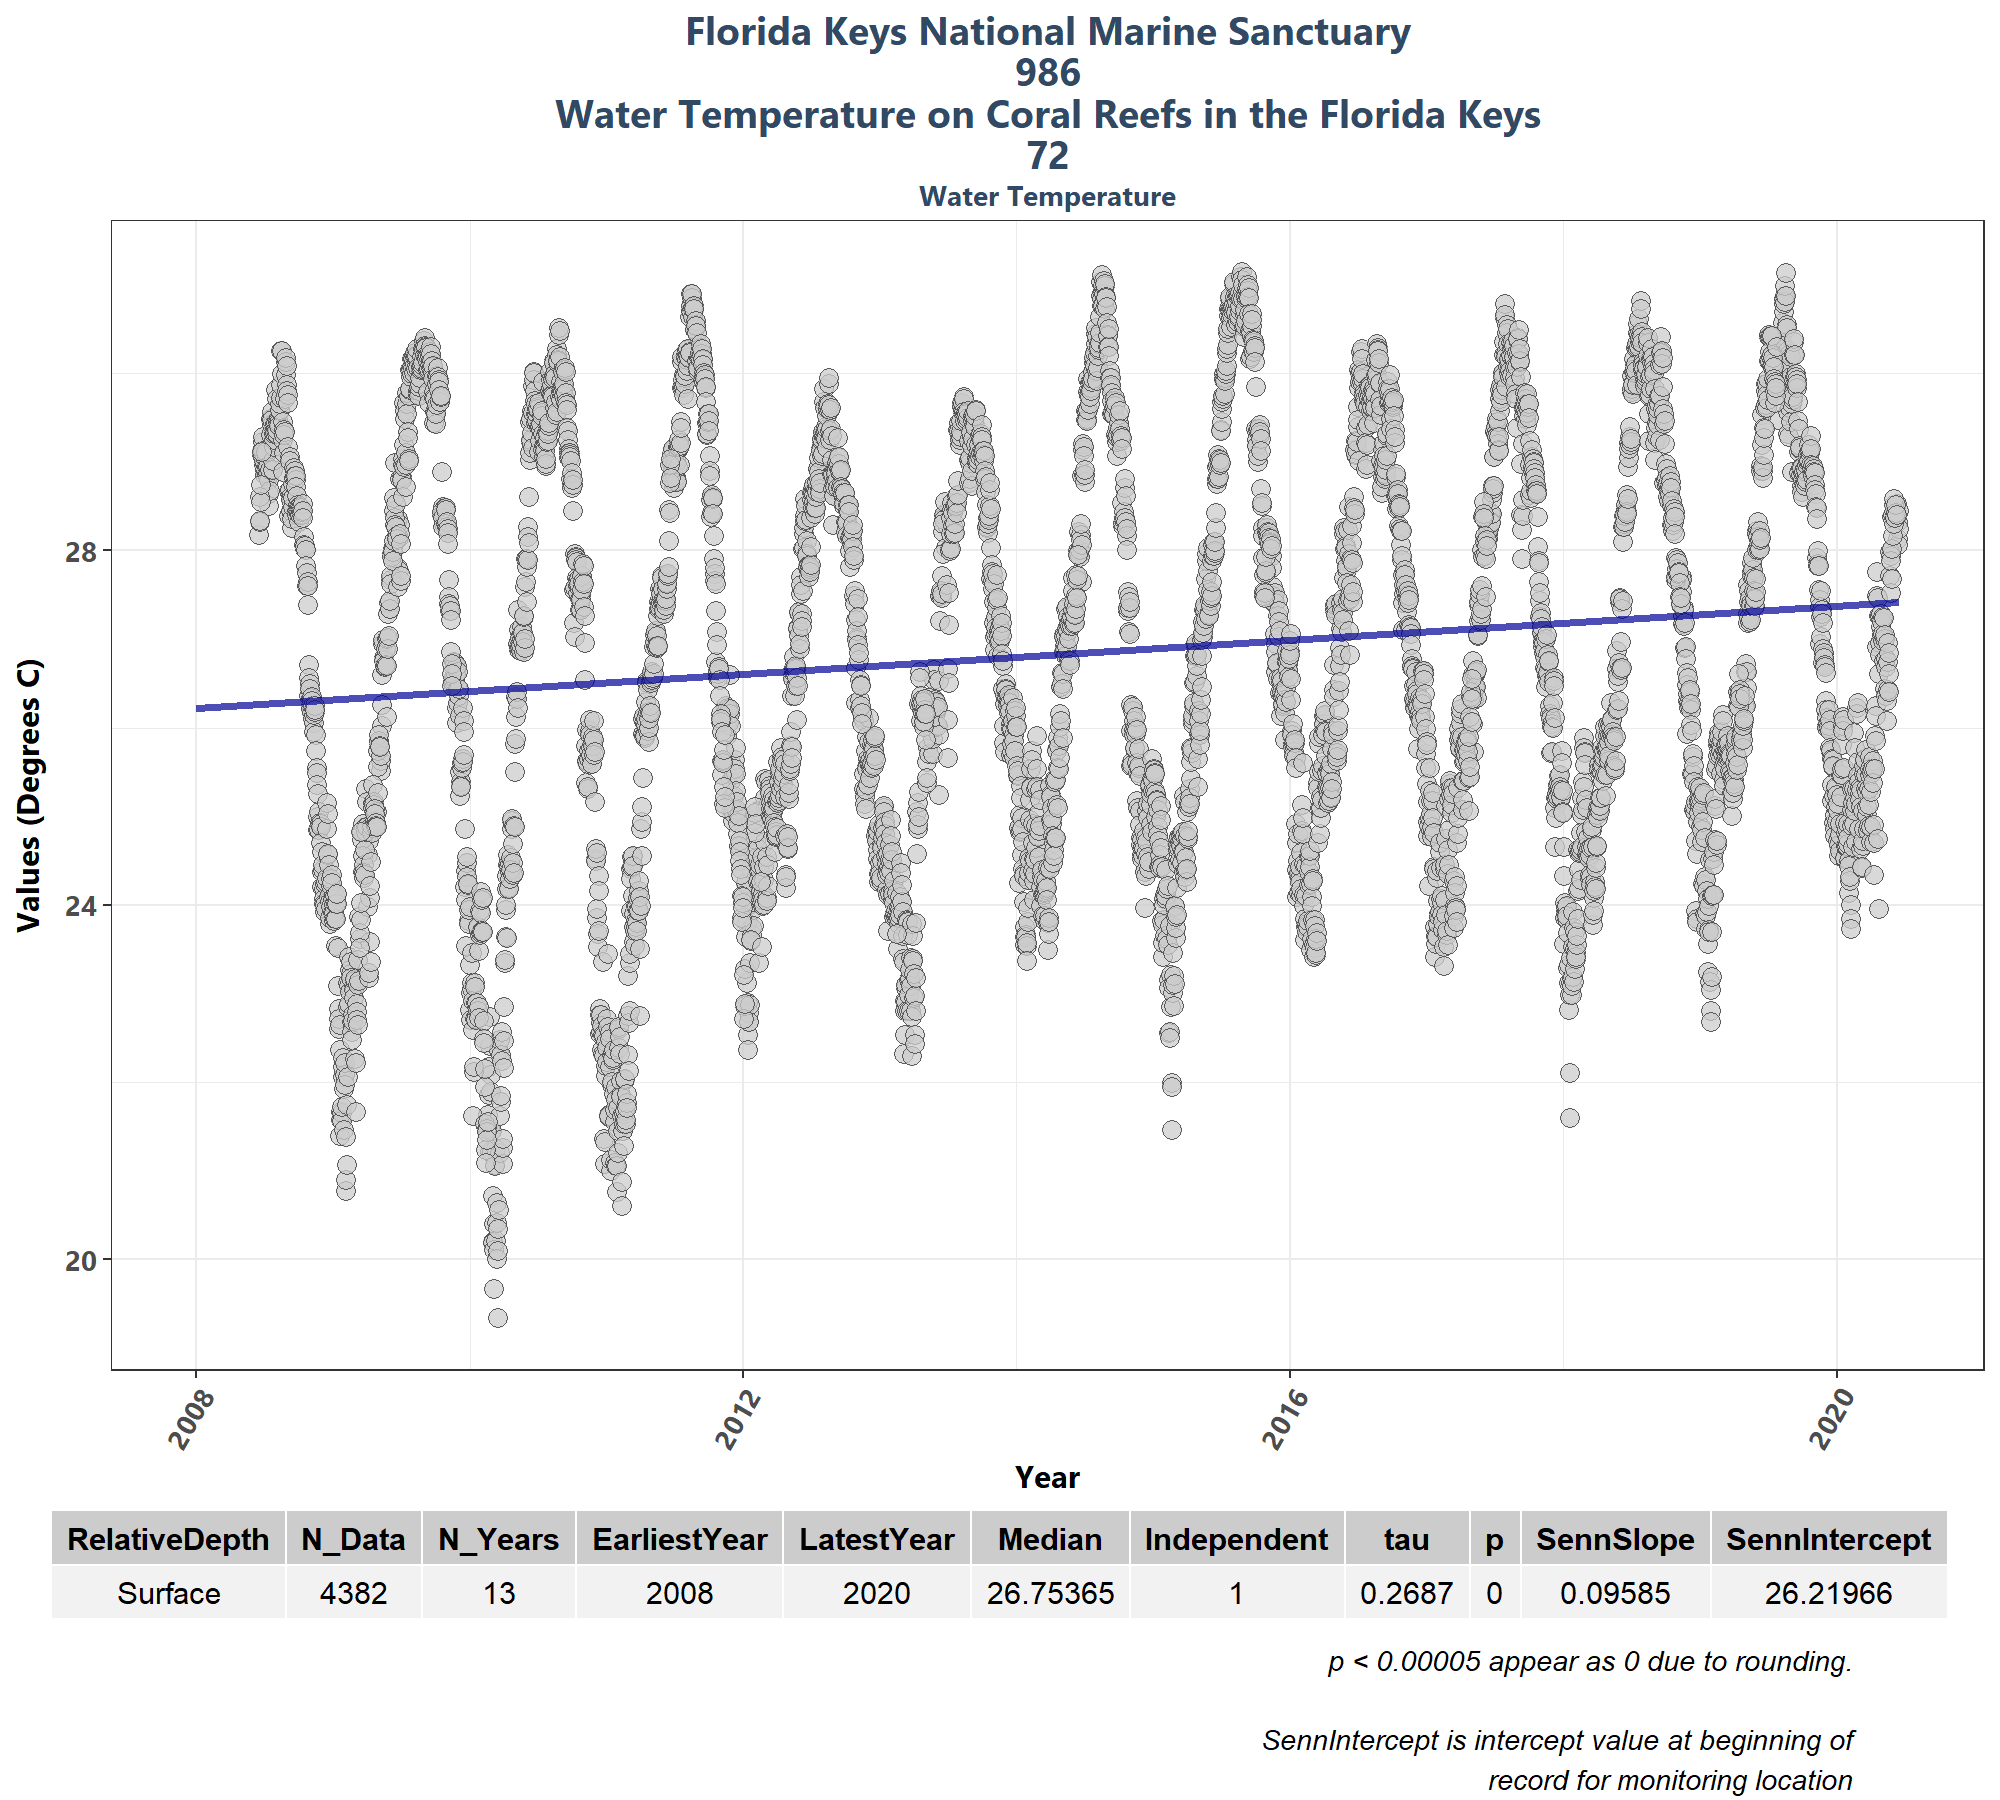 Florida Keys National Marine Sanctuary
986
Water Temperature on Coral Reefs in the Florida Keys
72
Water Temperature
Values (Degrees C)
28
24
20
2008
2012
2016
2020
Year
RelativeDepth N_Data N_Years EarliestYear LatestYear Median Independent tau p SennSlope SennIntercept
Surface 4382 13 2008 2020 26.75365 1 0.2687 0 0.09585 26.21966
p < 0.00005 appear as 0 due to rounding.
SennIntercept is intercept value at beginning of
record for monitoring location